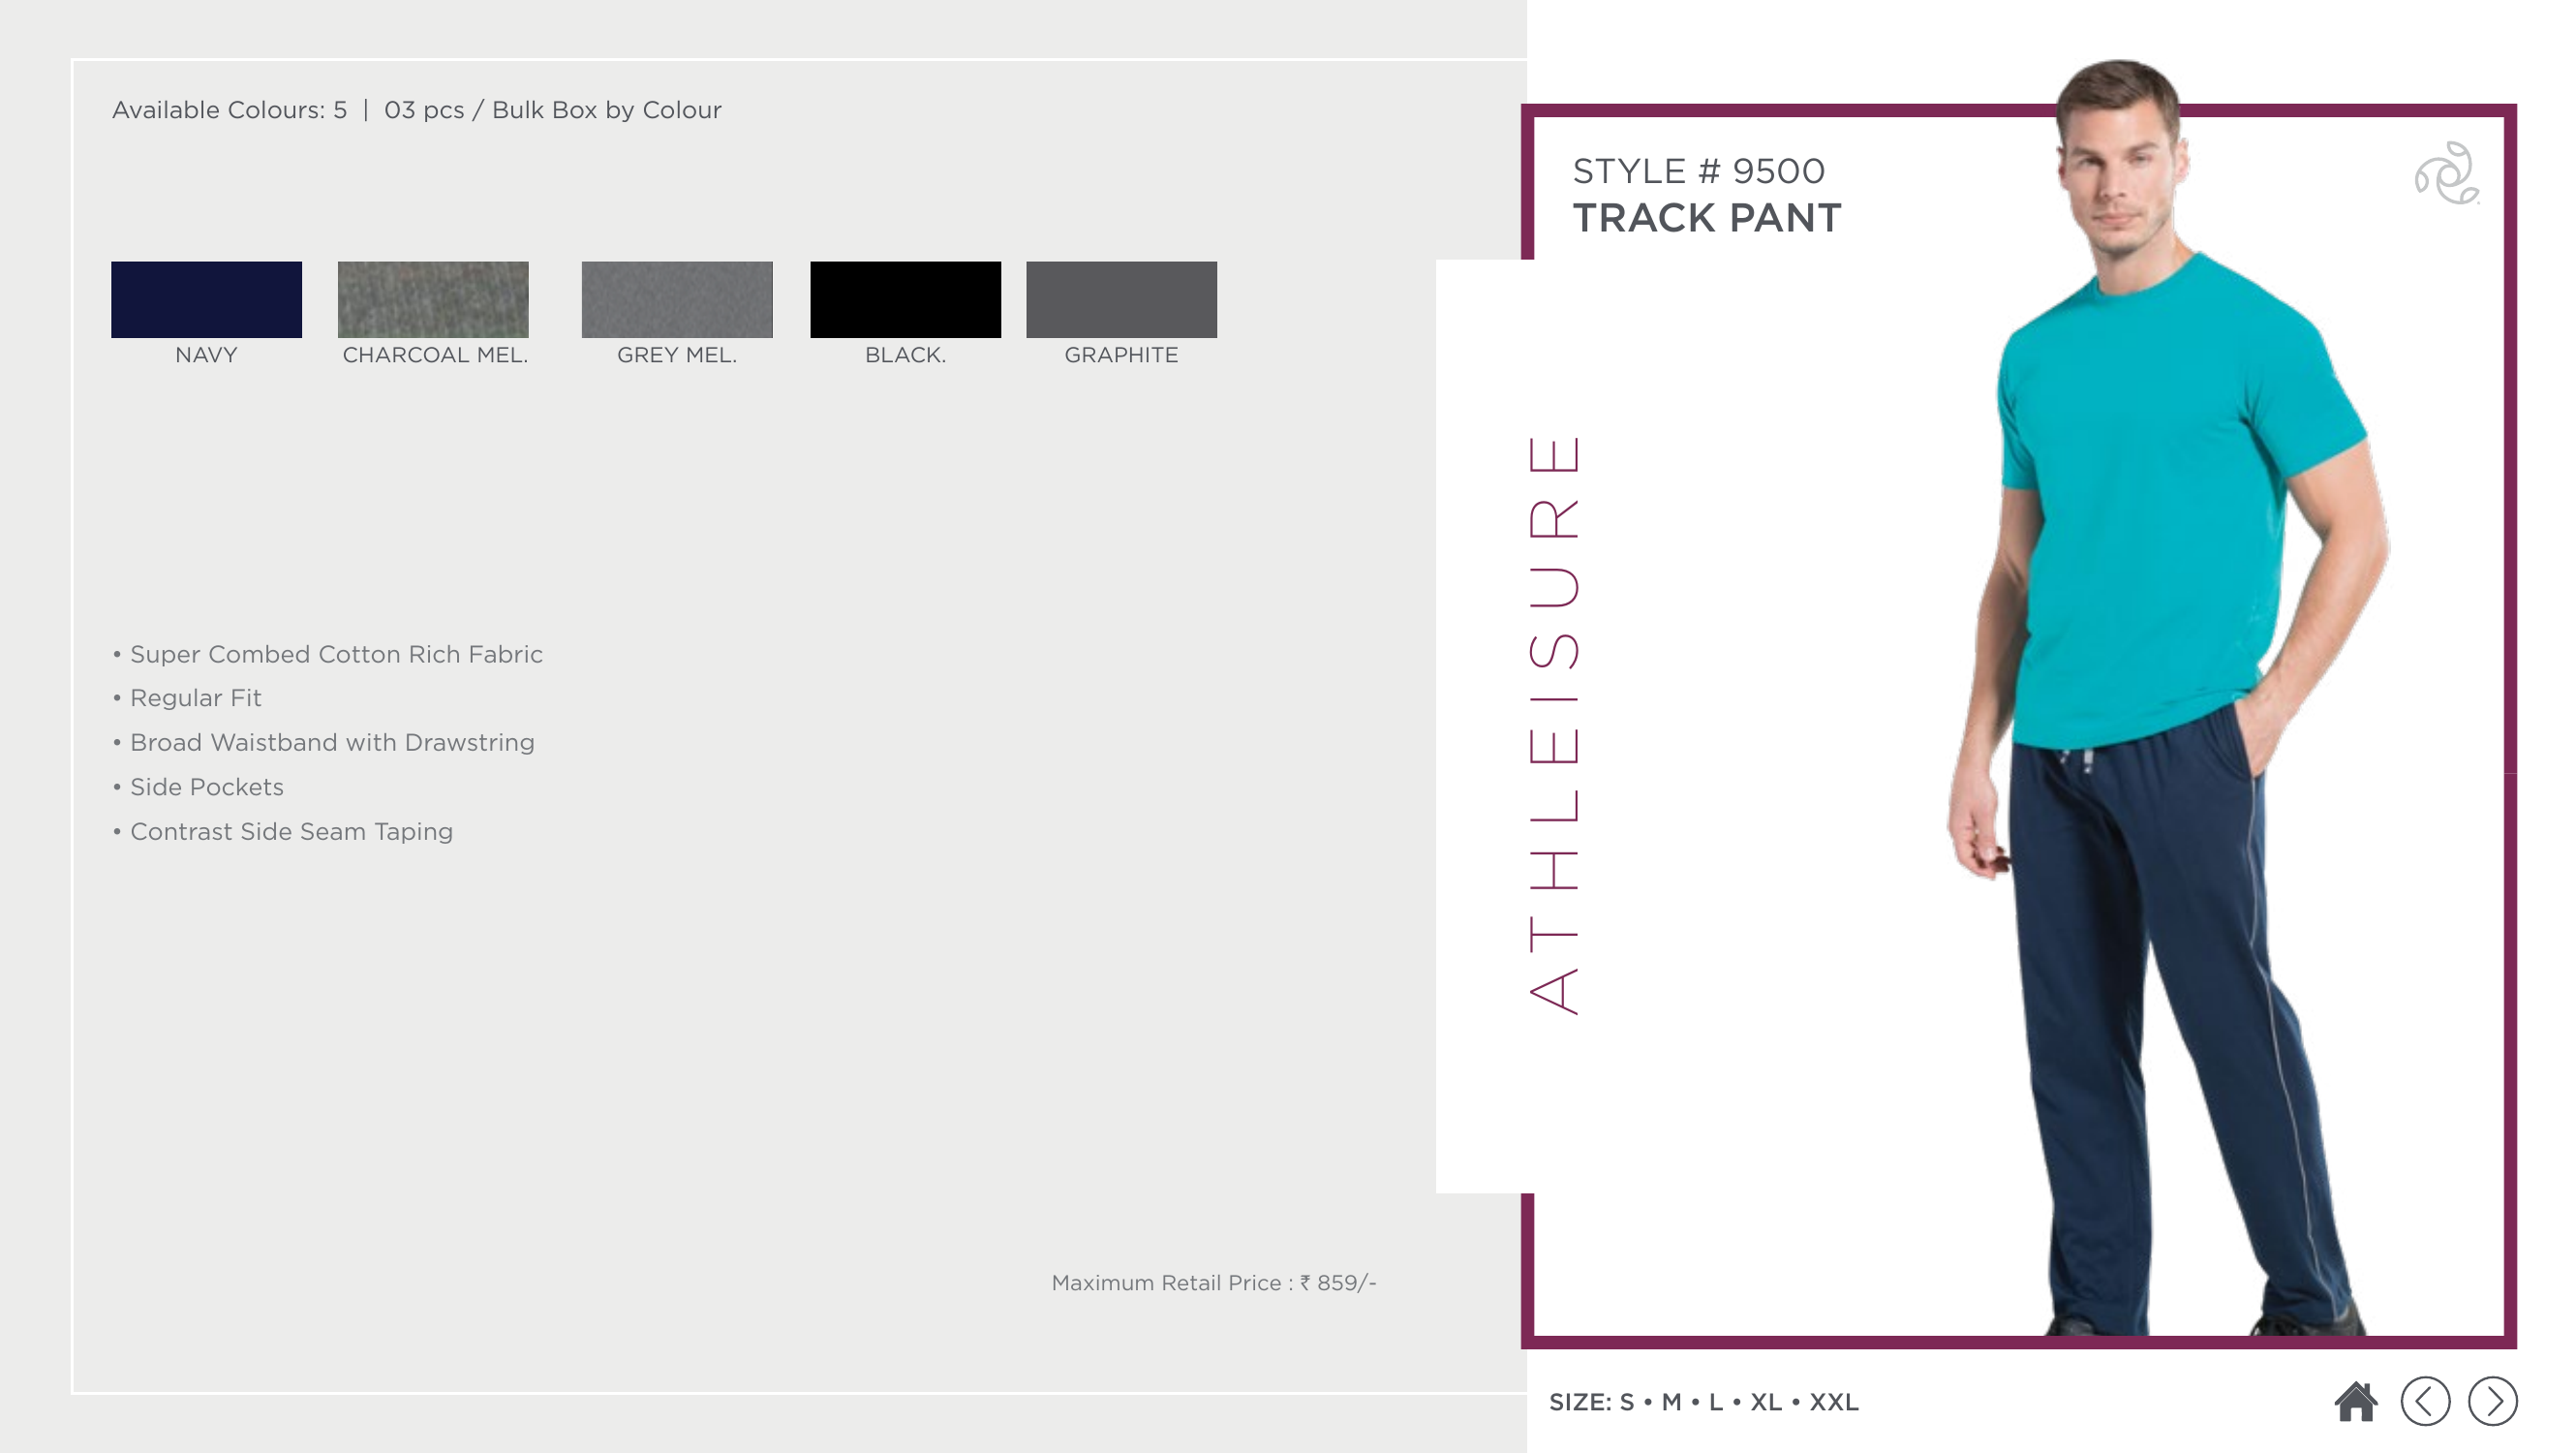 Available Colours: 5 | 03 pcs / Bulk Box by Colour
NAVY
CHARCOAL MEL.
GREY MEL.
BLACK.
GRAPHITE
• Super Combed Cotton Rich Fabric
• Regular Fit
• Broad Waistband with Drawstring
• Side Pockets
• Contrast Side Seam Taping
Maximum Retail Price : ₹ 859/-
STYLE # 9500
TRACK PANT
ATHLEISURE
SIZE: S • M • L • XL • XXL